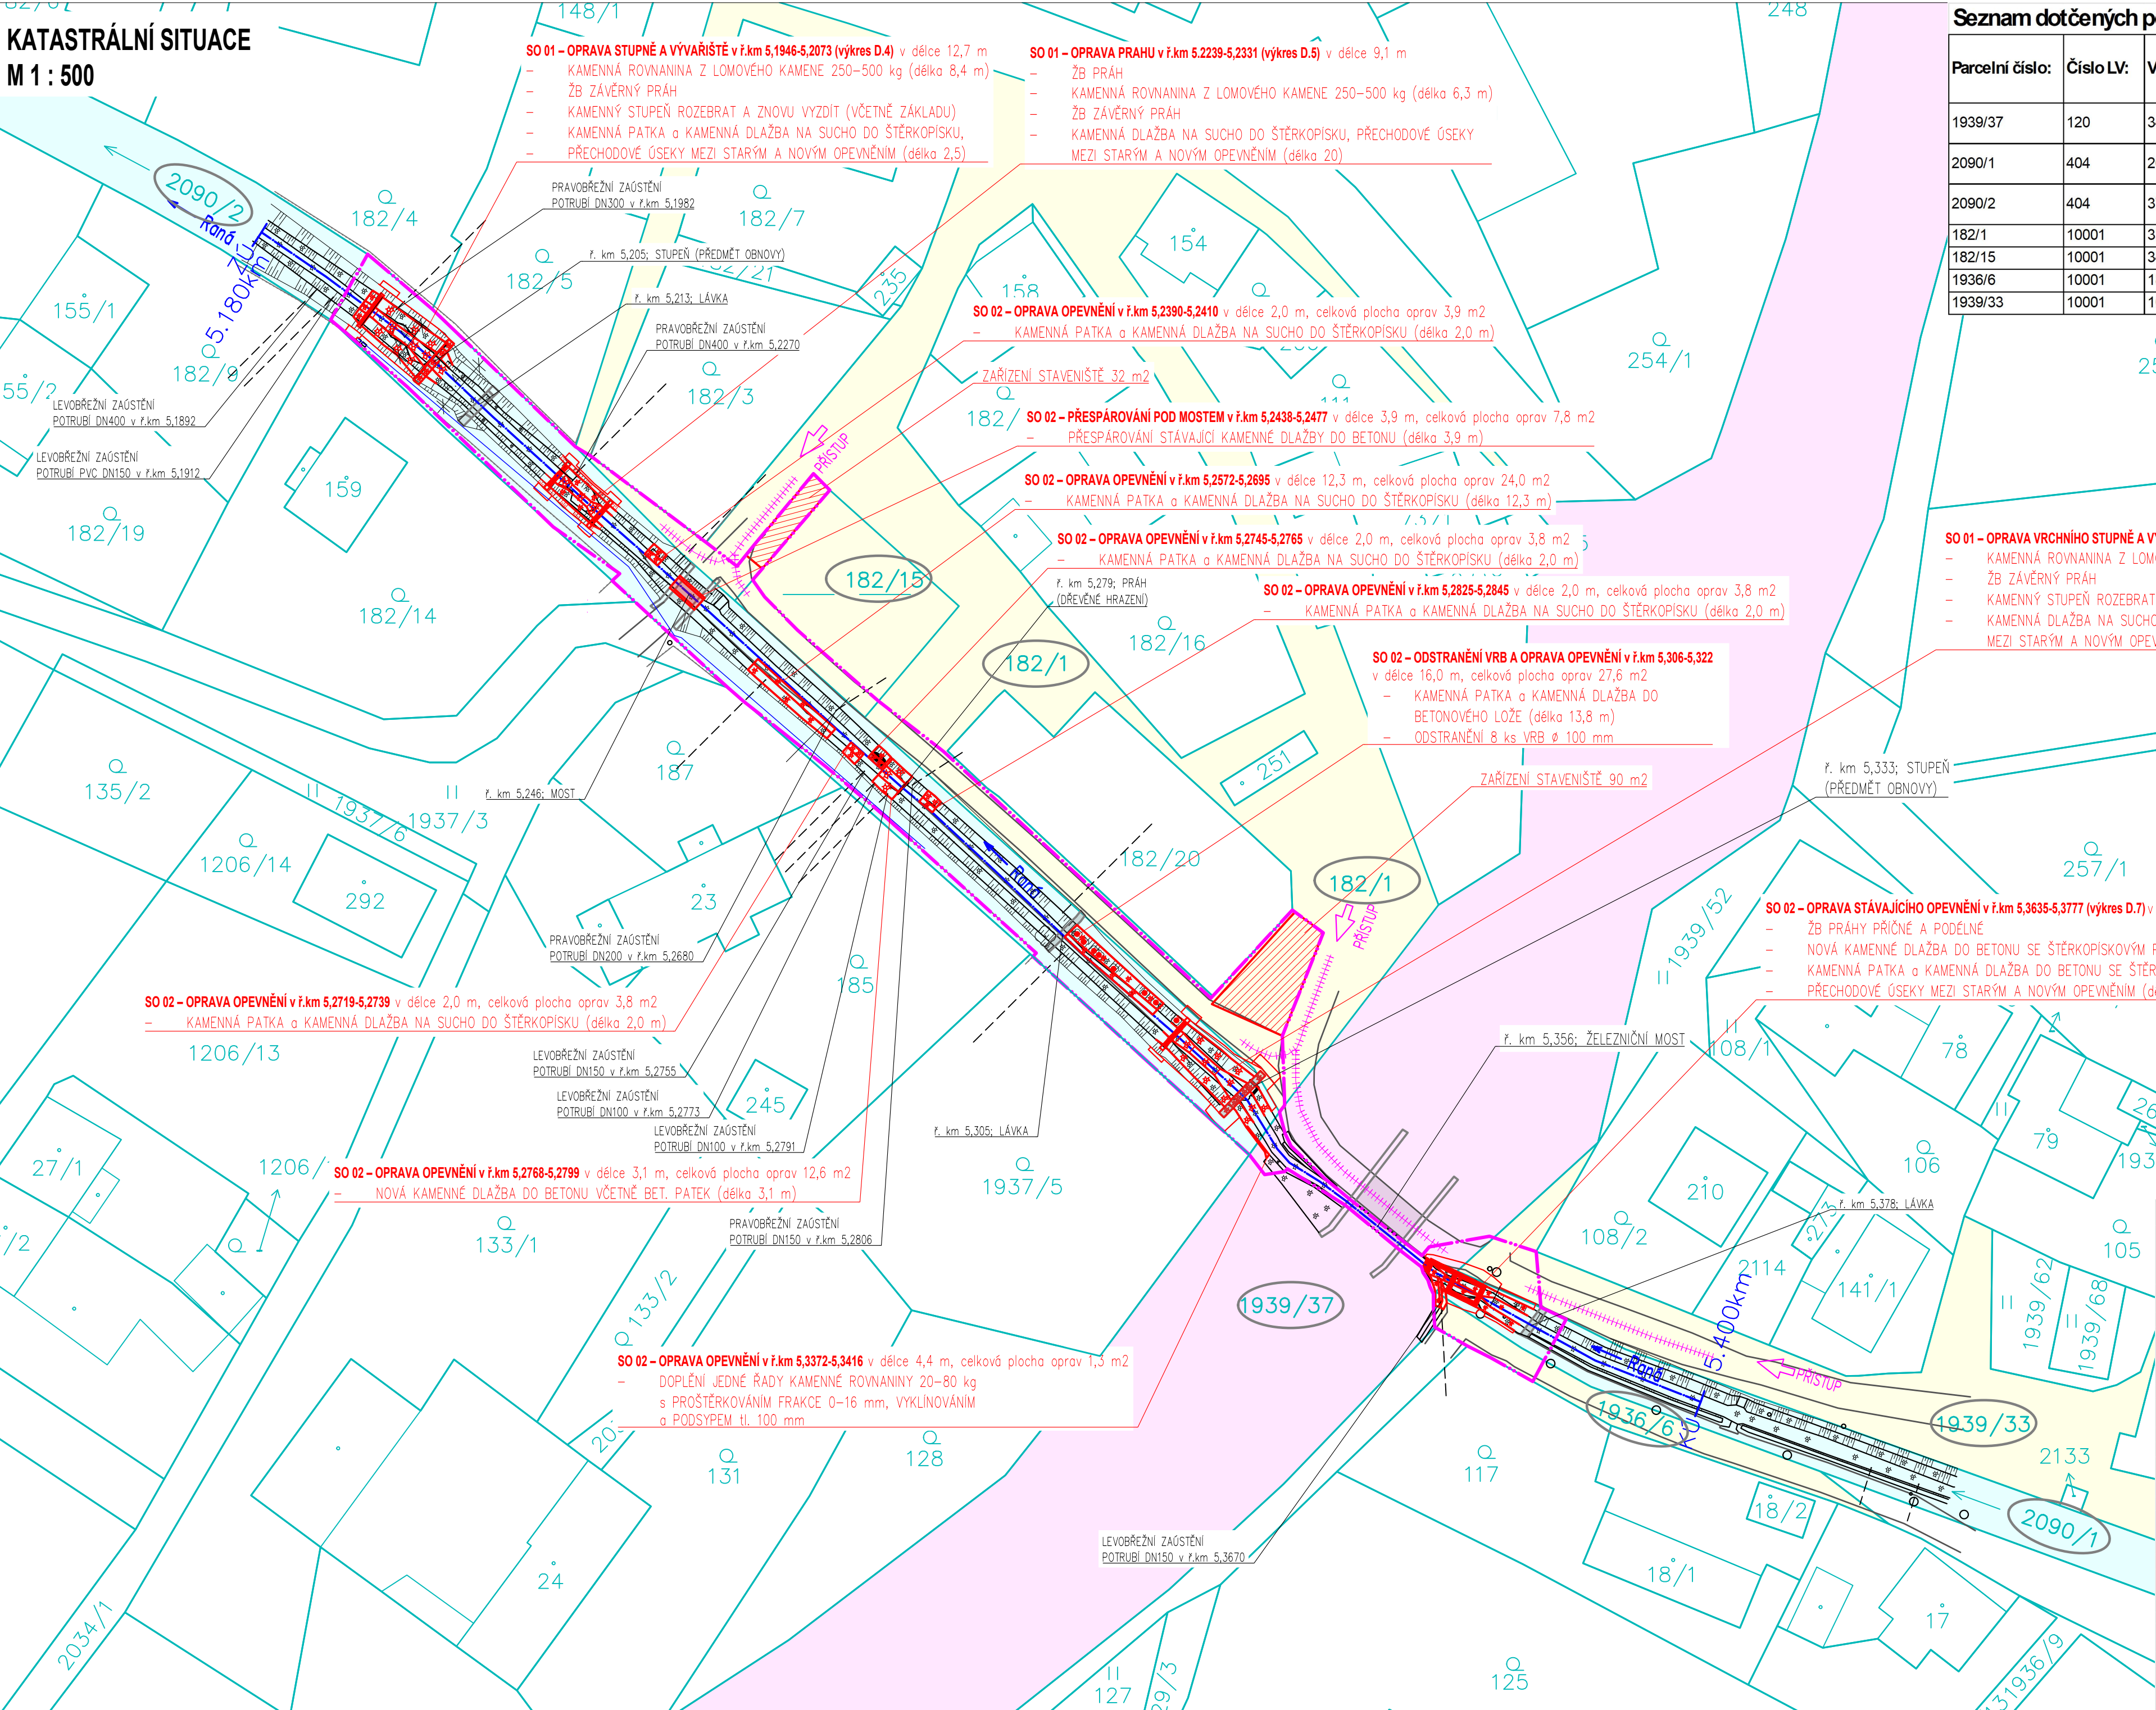 KATASTRÁLNÍ SITUACE
M 1 : 500
148/1
248
Seznam dotčených p
Parcelní číslo: Číslo LV: V
1939/37 120 3
2090/1 404 2
2090/2 404 3
182/1 10001 3
182/15 10001 3
1936/6 10001 1
1939/33 10001 1
SO 01 – OPRAVA STUPNĚ A VÝVAŘIŠTĚ v ř.km 5,1946-5,2073 (výkres D.4) v délce 12,7 m
– KAMENNÁ ROVNANINA Z LOMOVÉHO KAMENE 250–500 kg (délka 8,4 m)
– ŽB ZÁVĚRNÝ PRÁH
– KAMENNÝ STUPEŇ ROZEBRAT A ZNOVU VYZDÍT (VČETNĚ ZÁKLADU)
– KAMENNÁ PATKA a KAMENNÁ DLAŽBA NA SUCHO DO ŠTĚRKOPÍSKU,
– PŘECHODOVÉ ÚSEKY MEZI STARÝM A NOVÝM OPEVNĚNÍM (délka 2,5)
SO 01 – OPRAVA PRAHU v ř.km 5.2239-5,2331 (výkres D.5) v délce 9,1 m
– ŽB PRÁH
– KAMENNÁ ROVNANINA Z LOMOVÉHO KAMENE 250–500 kg (délka 6,3 m)
– ŽB ZÁVĚRNÝ PRÁH
– KAMENNÁ DLAŽBA NA SUCHO DO ŠTĚRKOPÍSKU, PŘECHODOVÉ ÚSEKY
MEZI STARÝM A NOVÝM OPEVNĚNÍM (délka 20)
2090/2
Raná
ZÚ
5.180km
182/4
PRAVOBŘEŽNÍ ZAÚSTĚNÍ
POTRUBÍ DN300 v ř.km 5,1982
182/7
ř. km 5,205; STUPEŇ (PŘEDMĚT OBNOVY)
182/5
235
158
154
ř. km 5,213; LÁVKA
PRAVOBŘEŽNÍ ZAÚSTĚNÍ
POTRUBÍ DN400 v ř.km 5,2270
155/1
182/9
182/3
254/1
SO 02 – OPRAVA OPEVNĚNÍ v ř.km 5,2390-5,2410 v délce 2,0 m, celková plocha oprav 3,9 m2
– KAMENNÁ PATKA a KAMENNÁ DLAŽBA NA SUCHO DO ŠTĚRKOPÍSKU (délka 2,0 m)
ZAŘÍZENÍ STAVENIŠTĚ 32 m2
55/2
LEVOBŘEŽNÍ ZAÚSTĚNÍ
POTRUBÍ DN400 v ř.km 5,1892
LEVOBŘEŽNÍ ZAÚSTĚNÍ
POTRUBÍ PVC DN150 v ř.km 5,1912
159
182/19
PŘÍSTUP
182/
SO 02 – PŘESPÁROVÁNÍ POD MOSTEM v ř.km 5,2438-5,2477 v délce 3,9 m, celková plocha oprav 7,8 m2
– PŘESPÁROVÁNÍ STÁVAJÍCÍ KAMENNÉ DLAŽBY DO BETONU (délka 3,9 m)
SO 02 – OPRAVA OPEVNĚNÍ v ř.km 5,2572-5,2695 v délce 12,3 m, celková plocha oprav 24,0 m2
– KAMENNÁ PATKA a KAMENNÁ DLAŽBA NA SUCHO DO ŠTĚRKOPÍSKU (délka 12,3 m)
SO 02 – OPRAVA OPEVNĚNÍ v ř.km 5,2745-5,2765 v délce 2,0 m, celková plocha oprav 3,8 m2
– KAMENNÁ PATKA a KAMENNÁ DLAŽBA NA SUCHO DO ŠTĚRKOPÍSKU (délka 2,0 m)
SO 01 – OPRAVA VRCHNÍHO STUPNĚ A V
– KAMENNÁ ROVNANINA Z LOM
– ŽB ZÁVĚRNÝ PRÁH
– KAMENNÝ STUPEŇ ROZEBRAT
– KAMENNÁ DLAŽBA NA SUCHO
MEZI STARÝM A NOVÝM OPE
182/14
182/15
ř. km 5,279; PRÁH
(DŘEVĚNÉ HRAZENÍ)
SO 02 – OPRAVA OPEVNĚNÍ v ř.km 5,2825-5,2845 v délce 2,0 m, celková plocha oprav 3,8 m2
– KAMENNÁ PATKA a KAMENNÁ DLAŽBA NA SUCHO DO ŠTĚRKOPÍSKU (délka 2,0 m)
182/16
182/1
SO 02 – ODSTRANĚNÍ VRB A OPRAVA OPEVNĚNÍ v ř.km 5,306-5,322
v délce 16,0 m, celková plocha oprav 27,6 m2
– KAMENNÁ PATKA a KAMENNÁ DLAŽBA DO
BETONOVÉHO LOŽE (délka 13,8 m)
– ODSTRANĚNÍ 8 ks VRB ø 100 mm
135/2
1937/6
1937/3
ř. km 5,246; MOST
187
251
ZAŘÍZENÍ STAVENIŠTĚ 90 m2
ř. km 5,333; STUPEŇ
(PŘEDMĚT OBNOVY)
1206/14
292
23
Raná
182/20
182/1
PŘÍSTUP
257/1
1939/52
SO 02 – OPRAVA STÁVAJÍCÍHO OPEVNĚNÍ v ř.km 5,3635-5,3777 (výkres D.7) v
– ŽB PRÁHY PŘÍČNÉ A PODÉLNÉ
– NOVÁ KAMENNÉ DLAŽBA DO BETONU SE ŠTĚRKOPÍSKOVÝM
– KAMENNÁ PATKA a KAMENNÁ DLAŽBA DO BETONU SE
– PŘECHODOVÉ ÚSEKY MEZI STARÝM A NOVÝM OPEVNĚNÍM
PRAVOBŘEŽNÍ ZAÚSTĚNÍ
POTRUBÍ DN200 v ř.km 5,2680
185
SO 02 – OPRAVA OPEVNĚNÍ v ř.km 5,2719-5,2739 v délce 2,0 m, celková plocha oprav 3,8 m2
– KAMENNÁ PATKA a KAMENNÁ DLAŽBA NA SUCHO DO ŠTĚRKOPÍSKU (délka 2,0 m)
1206/13
LEVOBŘEŽNÍ ZAÚSTĚNÍ
POTRUBÍ DN150 v ř.km 5,2755
LEVOBŘEŽNÍ ZAÚSTĚNÍ
POTRUBÍ DN100 v ř.km 5,2773
LEVOBŘEŽNÍ ZAÚSTĚNÍ
POTRUBÍ DN100 v ř.km 5,2791
245
ř. km 5,305; LÁVKA
ř. km 5,356; ŽELEZNIČNÍ MOST
108/1
78
79
106
193
27/1
1206/
SO 02 – OPRAVA OPEVNĚNÍ v ř.km 5,2768-5,2799 v délce 3,1 m, celková plocha oprav 12,6 m2
– NOVÁ KAMENNÉ DLAŽBA DO BETONU VČETNĚ BET. PATEK (délka 3,1 m)
1937/5
210
273
ř. km 5,378; LÁVKA
133/1
PRAVOBŘEŽNÍ ZAÚSTĚNÍ
POTRUBÍ DN150 v ř.km 5,2806
108/2
105
2114
141/1
1939/62
1939/68
133/2
1939/37
5.400km
KÚ
Raná
PŘÍSTUP
SO 02 – OPRAVA OPEVNĚNÍ v ř.km 5,3372-5,3416 v délce 4,4 m, celková plocha oprav 1,3 m2
– DOPLNĚNÍ JEDNÉ ŘADY KAMENNÉ ROVNANINY 20–80 kg
s PROŠTĚRKOVÁNÍM FRAKCE 0–16 mm, VYKLÍNOVÁNÍM
a PODSYPEM tl. 100 mm
1936/6
1939/33
131
128
117
2133
18/2
2090/1
LEVOBŘEŽNÍ ZAÚSTĚNÍ
POTRUBÍ DN150 v ř.km 5,3670
24
18/1
17
2034/1
127
29/3
125
131936/9